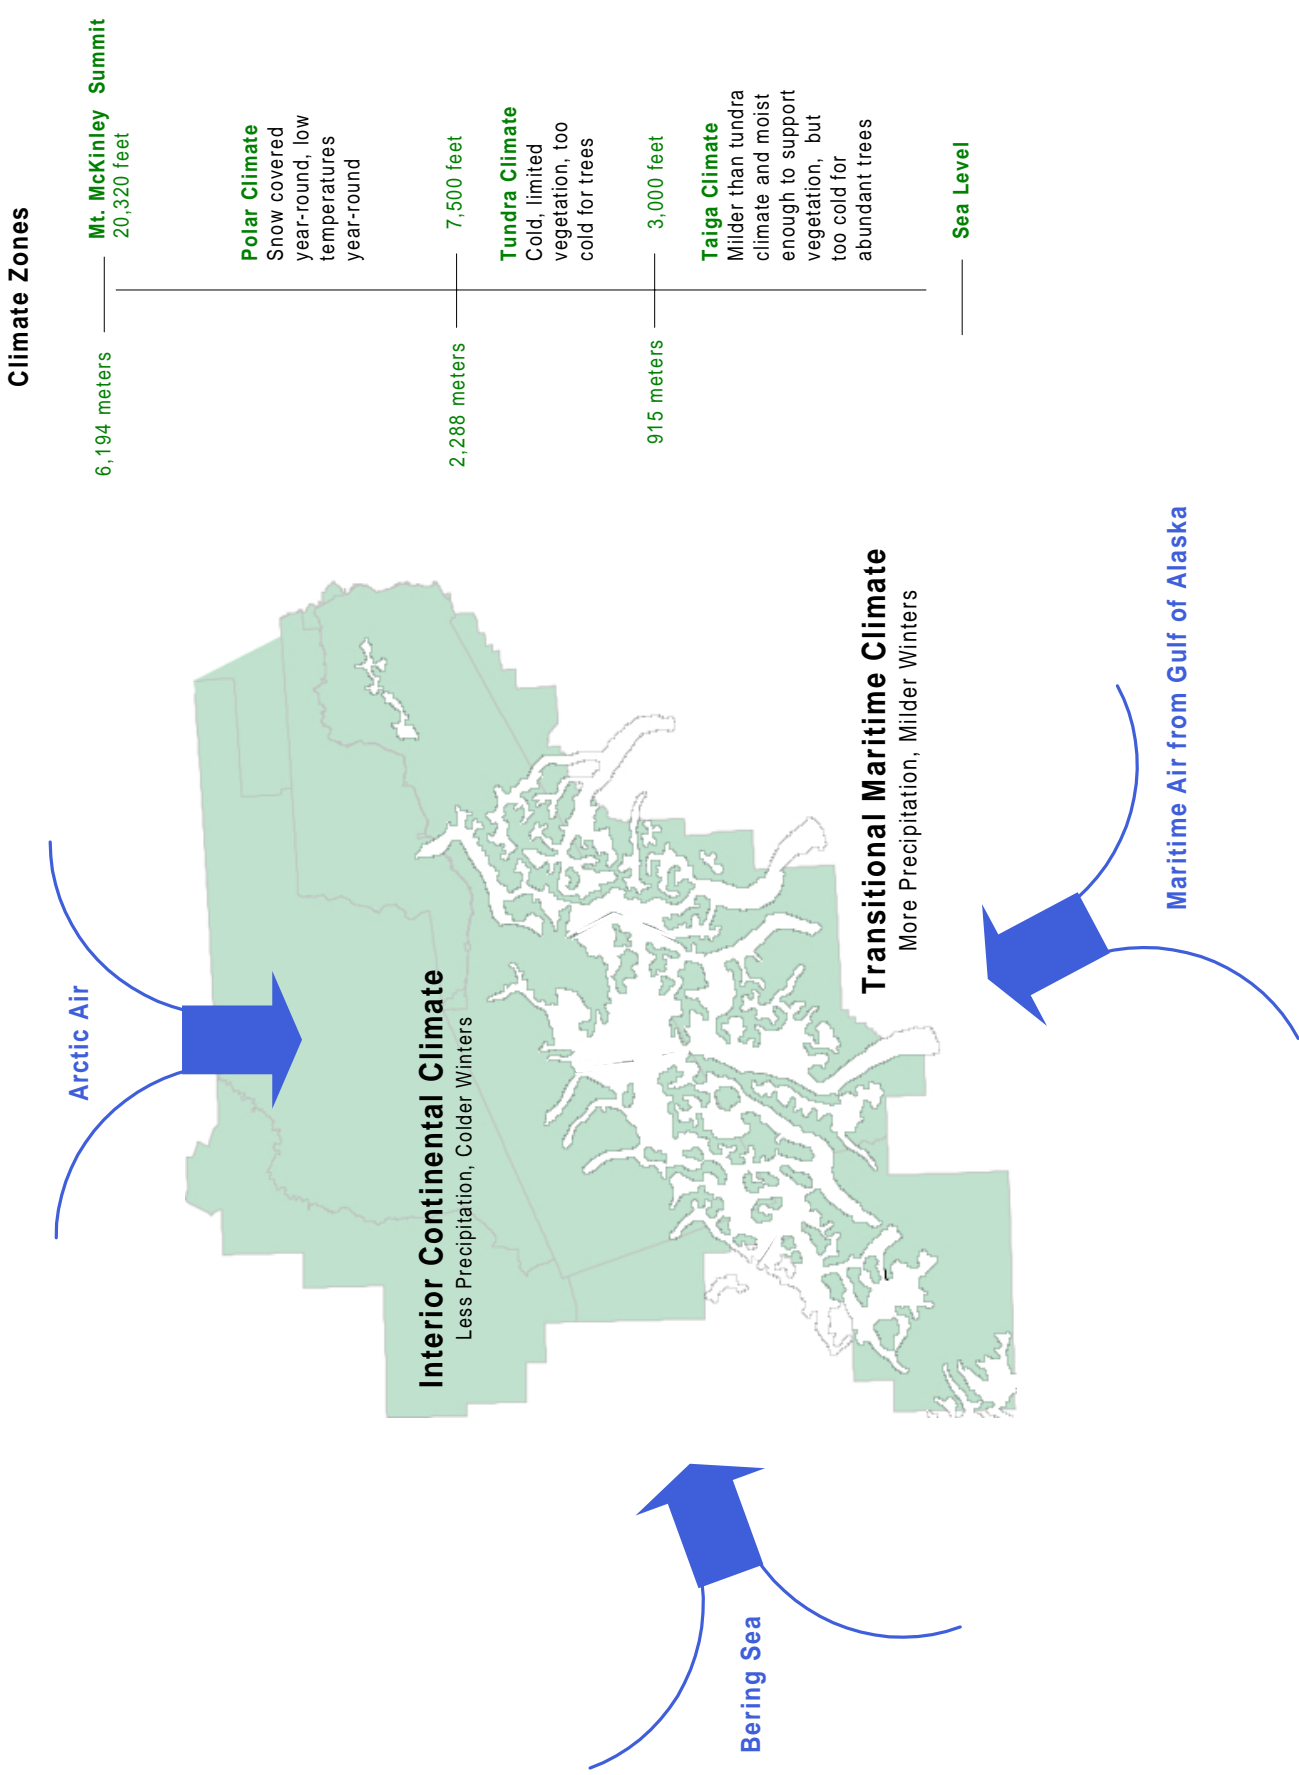 Climate Zones
6,194 meters
Mt. McKinley Summit
20,320 feet
Polar Climate
Snow covered
year-round, low
temperatures
year-round
2,288 meters
7,500 feet
Tundra Climate
Cold, limited
vegetation, too
cold for trees
915 meters
3,000 feet
Taiga Climate
Milder than tundra
climate and moist
enough to support
vegetation, but
too cold for
abundant trees
Sea Level
Arctic Air
Interior Continental Climate
Less Precipitation, Colder Winters
Transitional Maritime Climate
More Precipitation, Milder Winters
Bering Sea
Maritime Air from Gulf of Alaska